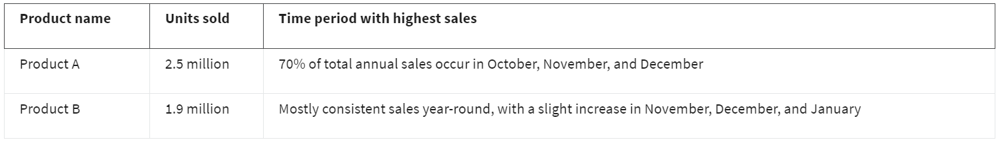 Product name Units sold Time period with highest sales
Product A 2.5 million 70% of total annual sales occur in October, November, and December
Product B 1.9 million Mostly consistent sales year-round, with a slight increase in November, December, and January